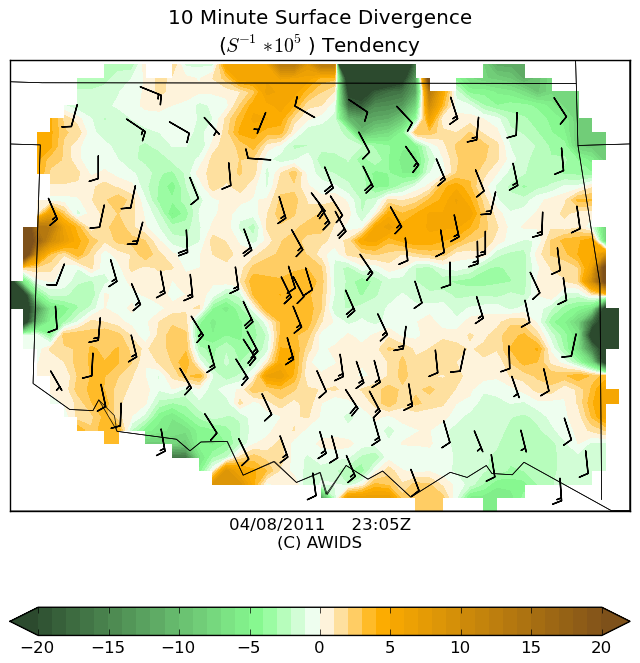 10 Minute Surface Divergence
(S⁻¹ * 10⁵ ) Tendency
04/08/2011 23:05Z
(C) AWIDS
−20 −15 −10 −5 0 5 10 15 20